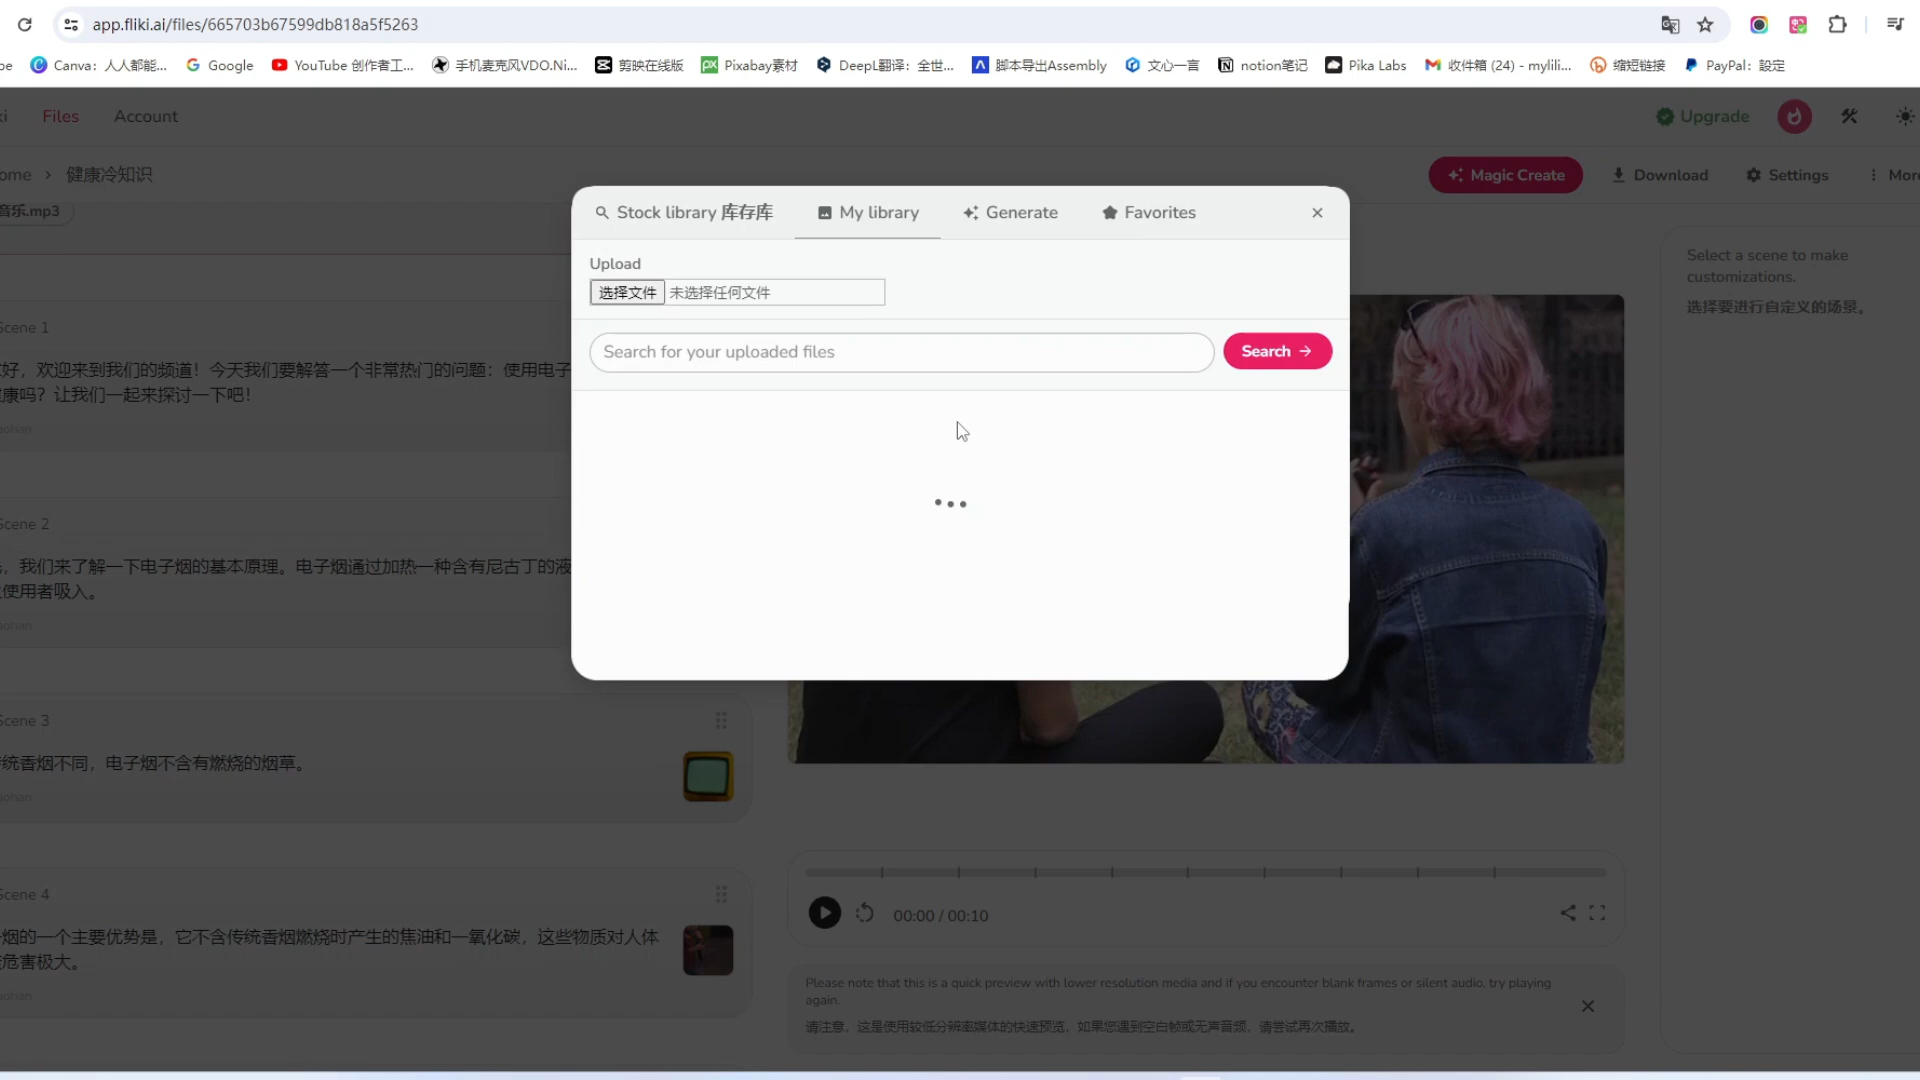 app.fliki.ai/files/665703b67599db818a5f5263
Canva：人人都能...
Google
YouTube 创作者工...
手机麦克风VDO.Ni...
剪映在线版
Pixabay素材
DeepL翻译：全世...
脚本导出Assembly
文心一言
notion笔记
Pika Labs
收件箱 (24) - mylili...
缩短链接
PayPal：設定
Files
Account
Upgrade
ome › 健康冷知识
Magic Create
Download
Settings
More
音乐.mp3
Stock library 库存库
My library
Generate
Favorites
Upload
选择文件 未选择任何文件
Search for your uploaded files
Search
Select a scene to make
customizations.
选择要进行自定义的场景。
Scene 1
好，欢迎来到我们的频道！今天我们要解答一个非常热门的问题：使用电子
康吗？让我们一起来探讨一下吧！
Scene 2
，我们来了解一下电子烟的基本原理。电子烟通过加热一种含有尼古丁的液
使用者吸入。
Scene 3
统香烟不同，电子烟不含有燃烧的烟草。
Scene 4
烟的一个主要优势是，它不含传统香烟燃烧时产生的焦油和一氧化碳，这些物质对人体
危害极大。
00:00 / 00:10
Please note that this is a quick preview with lower resolution media and if you encounter blank frames or silent audio, try playing
again.
请注意，这是使用较低分辨率媒体的快速预览，如果您遇到空白帧或无声音频，请尝试再次播放。